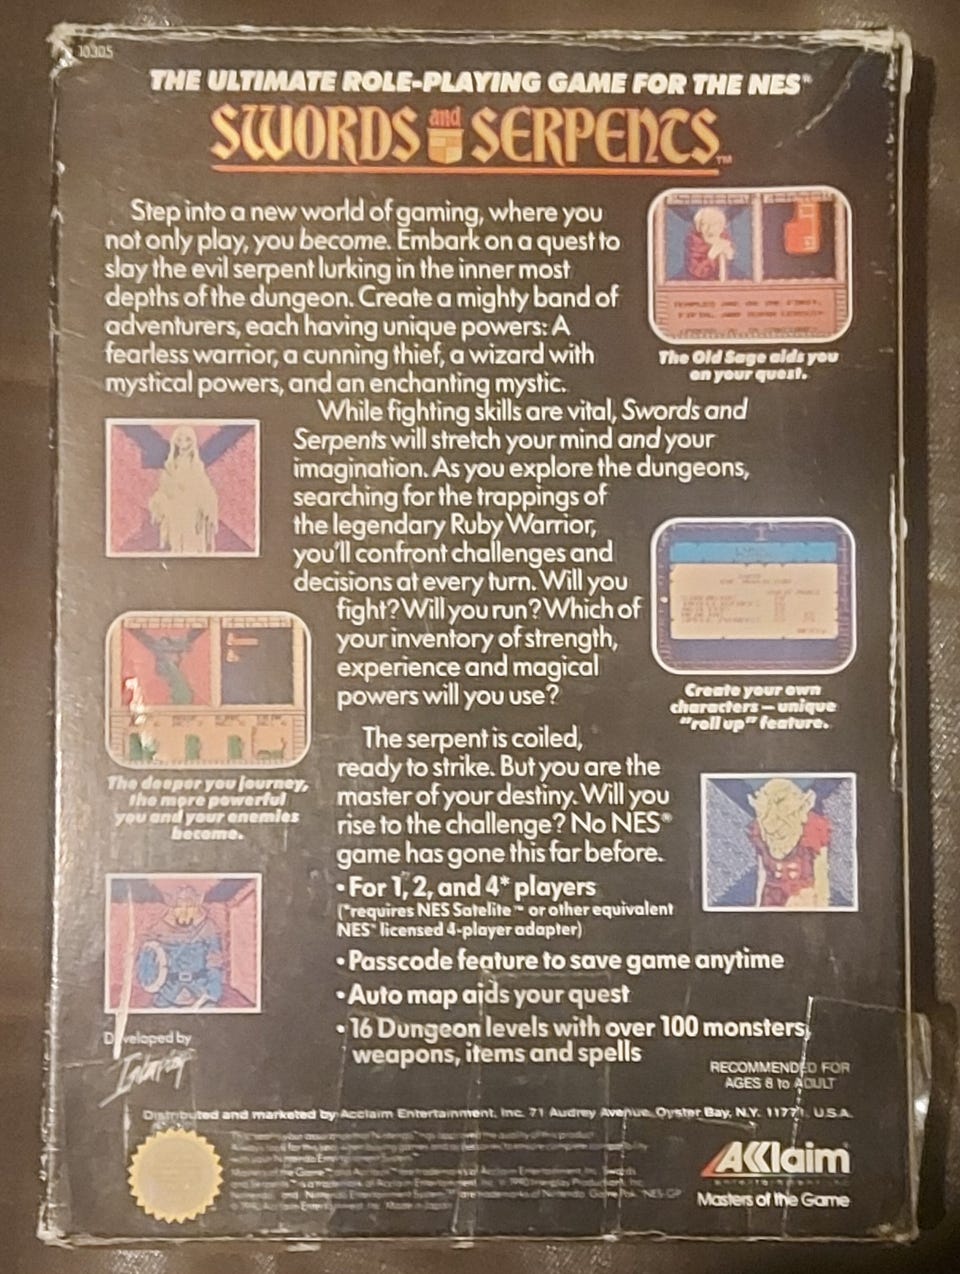 10305
THE ULTIMATE ROLE-PLAYING GAME FOR THE NES®
SWORDS and SERPENTS™
Step into a new world of gaming, where you
not only play, you become. Embark on a quest to
slay the evil serpent lurking in the inner most
depths of the dungeon. Create a mighty band of
adventurers, each having unique powers: A
fearless warrior, a cunning thief, a wizard with
mystical powers, and an enchanting mystic.
The Old Sage aids you
on your quest.
While fighting skills are vital, Swords and
Serpents will stretch your mind and your
imagination. As you explore the dungeons,
searching for the trappings of
the legendary Ruby Warrior,
you'll confront challenges and
decisions at every turn. Will you
fight? Will you run? Which of
your inventory of strength,
experience and magical
powers will you use?
Create your own
characters – unique
"roll up" feature.
The deeper you journey,
the more powerful
you and your enemies
become.
The serpent is coiled,
ready to strike. But you are the
master of your destiny. Will you
rise to the challenge? No NES®
game has gone this far before.
• For 1, 2, and 4* players
(*requires NES Satelite™ or other equivalent
NES® licensed 4-player adapter)
• Passcode feature to save game anytime
• Auto map aids your quest
• 16 Dungeon levels with over 100 monsters,
weapons, items and spells
Developed by
Interplay
RECOMMENDED FOR
AGES 8 to ADULT
Distributed and marketed by Acclaim Entertainment, Inc. 71 Audrey Avenue, Oyster Bay, N.Y. 11771. U.S.A.
AKKlaim
entertainment inc
Masters of the Game